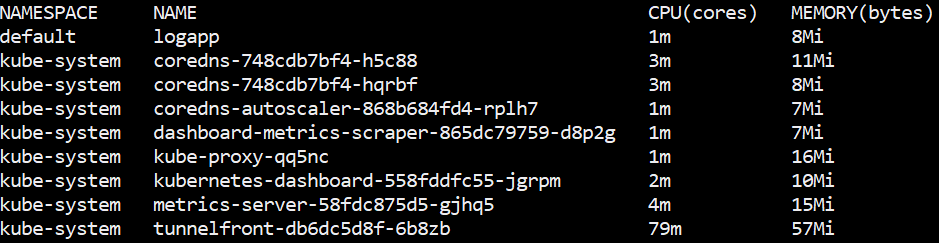 NAMESPACE NAME CPU(cores) MEMORY(bytes)
default logapp 1m 8Mi
kube-system coredns-748cdb7bf4-h5c88 3m 11Mi
kube-system coredns-748cdb7bf4-hqrbf 3m 8Mi
kube-system coredns-autoscaler-868b684fd4-rplh7 1m 7Mi
kube-system dashboard-metrics-scraper-865dc79759-d8p2g 1m 7Mi
kube-system kube-proxy-qq5nc 1m 16Mi
kube-system kubernetes-dashboard-558fddfc55-jgrpm 2m 10Mi
kube-system metrics-server-58fdc875d5-gjhq5 4m 15Mi
kube-system tunnelfront-db6dc5d8f-6b8zb 79m 57Mi